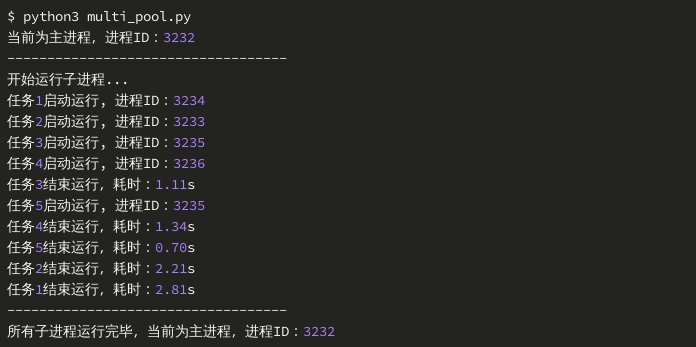 $ python3 multi_pool.py
当前为主进程, 进程ID：3232
-----------------------------------
开始运行子进程...
任务1启动运行, 进程ID：3234
任务2启动运行, 进程ID：3233
任务3启动运行, 进程ID：3235
任务4启动运行, 进程ID：3236
任务3结束运行, 耗时：1.11s
任务5启动运行, 进程ID：3235
任务4结束运行, 耗时：1.34s
任务5结束运行, 耗时：0.70s
任务2结束运行, 耗时：2.21s
任务1结束运行, 耗时：2.81s
-----------------------------------
所有子进程运行完毕, 当前为主进程, 进程ID：3232